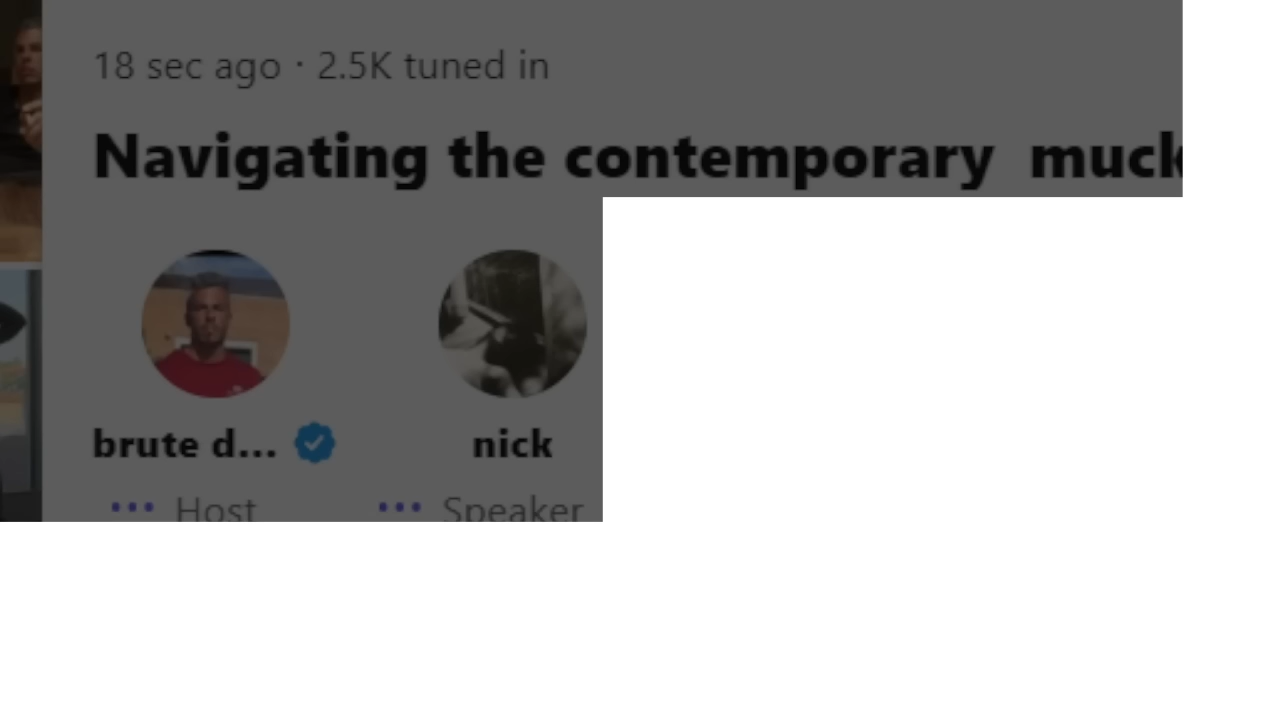 18 sec ago · 2.5K tuned in
Navigating the contemporary  muck
brute d... nick
Host Speaker